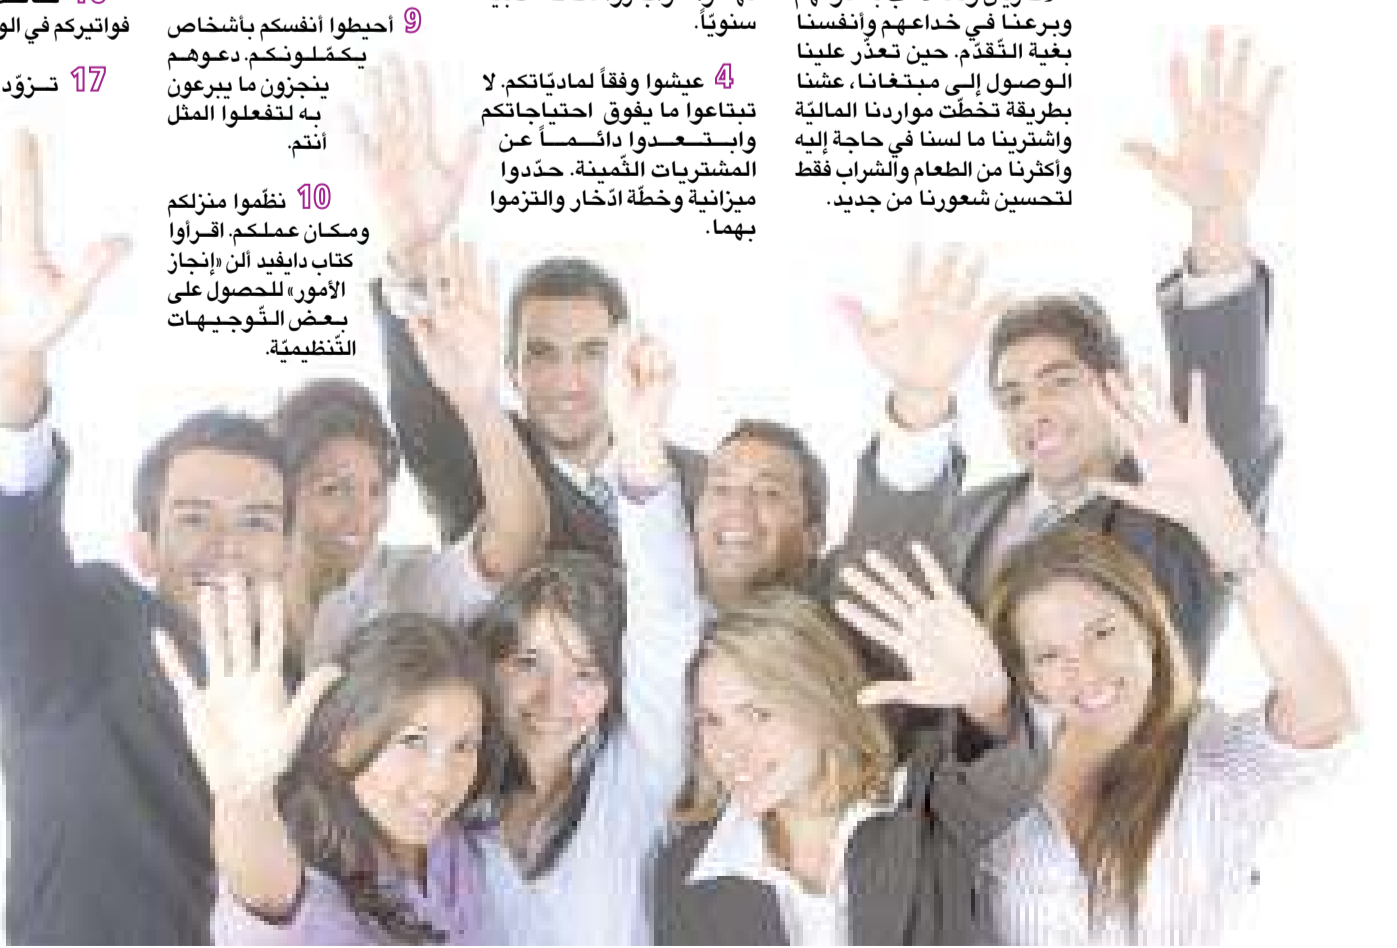 وبرعنا في خداعهم وأنفسنا
بغية التّقدّم. حين تعذّر علينا
الوصول إلى مبتغانا، عشنا
بطريقة تخطّت مواردنا الماليّة
واشترينا ما لسنا في حاجة إليه
وأكثرنا من الطعام والشراب فقط
لتحسين شعورنا من جديد.
سنويّاً.
4 عيشوا وفقاً لماديّاتكم. لا
تبتاعوا ما يفوق احتياجاتكم
وابتعدوا دائماً عن
المشتريات الثّمينة. حدّدوا
ميزانية وخطّة ادّخار والتزموا
بهما.
9 أحيطوا أنفسكم بأشخاص
يكمّلونكم. دعوهم
ينجزون ما يبرعون
به لتفعلوا المثل
أنتم.
10 نظّموا منزلكم
ومكان عملكم. اقرأوا
كتاب دايفيد ألن «إنجاز
الأمور» للحصول على
بعض التّوجيهات
التّنظيميّة.
فواتيركم في
17